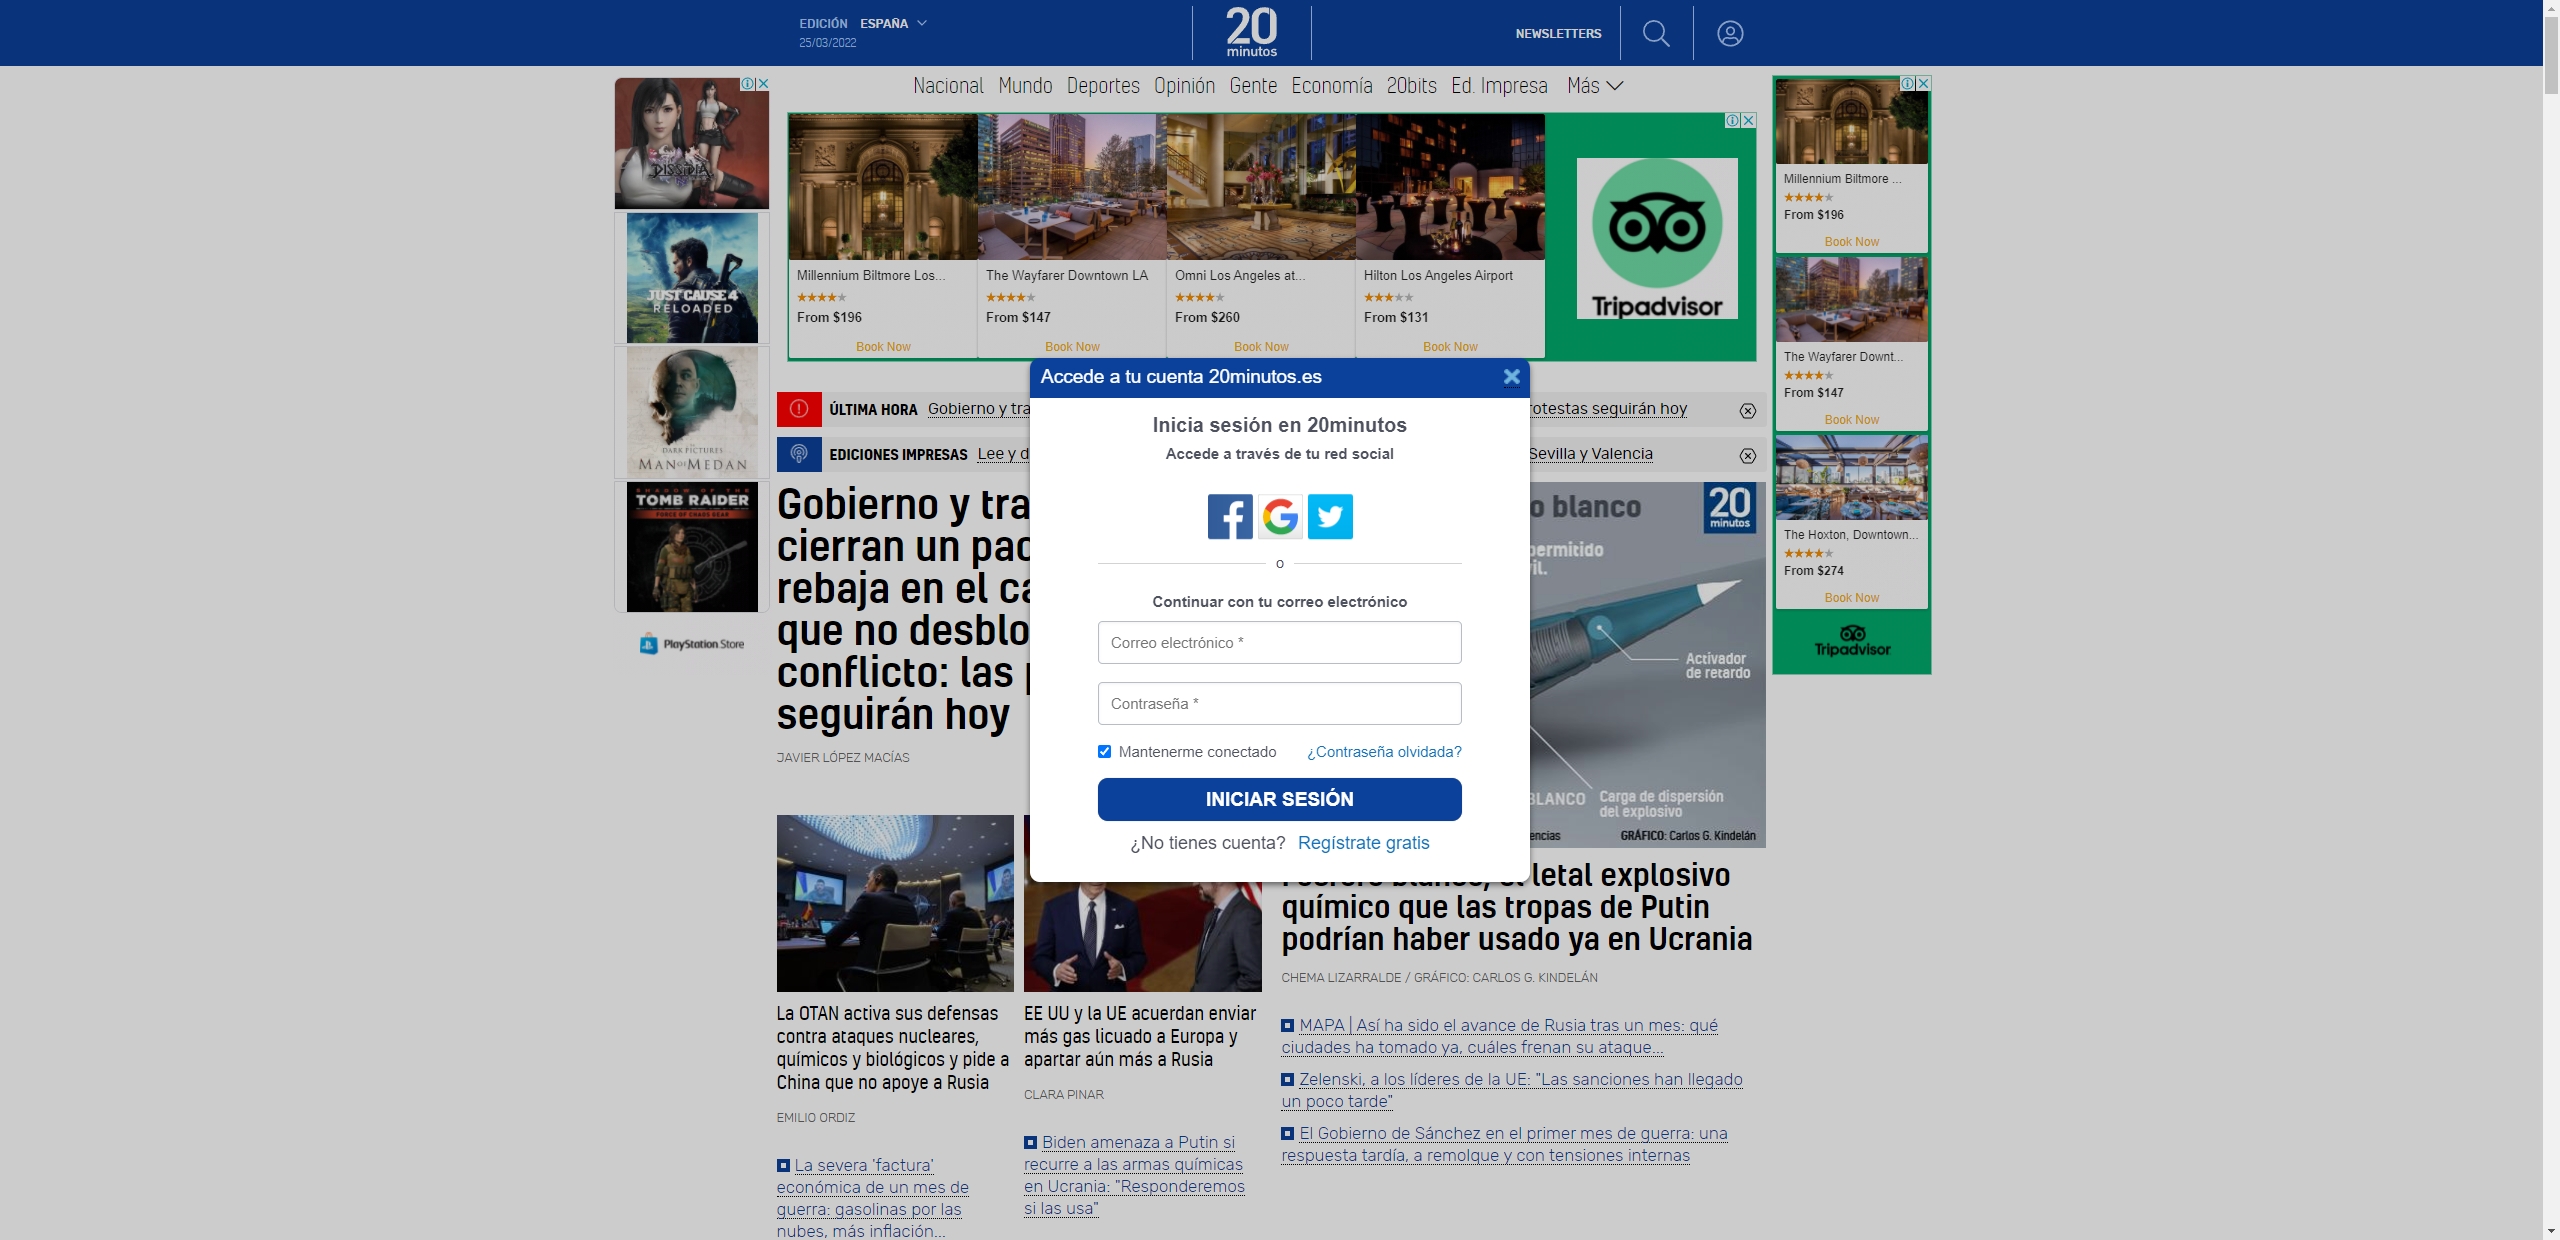 EDICIÓN ESPAÑA
25/03/2022
20
minutos
NEWSLETTERS
Nacional Mundo Deportes Opinión Gente Economía 20bits Ed. Impresa Más
DISSIDIA
JUST CAUSE 4
RELOADED
DARK PICTURES
MAN OF MEDAN
SHADOW OF THE
TOMB RAIDER
FORCE OF CHAOS GEAR
PlayStation Store
Millennium Biltmore Los...
From $196
Book Now
The Wayfarer Downtown LA
From $147
Book Now
Omni Los Angeles at...
From $260
Book Now
Hilton Los Angeles Airport
From $131
Book Now
Tripadvisor
Millennium Biltmore ...
From $196
Book Now
The Wayfarer Downt...
From $147
Book Now
The Hoxton, Downtown...
From $274
Book Now
Tripadvisor
ÚLTIMA HORA Gobierno y tra
otestas seguirán hoy
EDICIONES IMPRESAS Lee y d
Sevilla y Valencia
Accede a tu cuenta 20minutos.es
Inicia sesión en 20minutos
Accede a través de tu red social
o
Continuar con tu correo electrónico
Correo electrónico *
Contraseña *
Mantenerme conectado ¿Contraseña olvidada?
INICIAR SESIÓN
¿No tienes cuenta? Regístrate gratis
Gobierno y tra
cierran un pac
rebaja en el ca
que no desblo
conflicto: las
seguirán hoy
JAVIER LÓPEZ MACÍAS
o blanco
20
minutos
permitido
il.
Activador
de retardo
BLANCO
Carga de dispersión
del explosivo
encias
GRÁFICO: Carlos G. Kindelán
Fósforo blanco, el letal explosivo
químico que las tropas de Putin
podrían haber usado ya en Ucrania
CHEMA LIZARRALDE / GRÁFICO: CARLOS G. KINDELÁN
MAPA | Así ha sido el avance de Rusia tras un mes: qué
ciudades ha tomado ya, cuáles frenan su ataque...
Zelenski, a los líderes de la UE: "Las sanciones han llegado
un poco tarde"
El Gobierno de Sánchez en el primer mes de guerra: una
respuesta tardía, a remolque y con tensiones internas
La OTAN activa sus defensas
contra ataques nucleares,
químicos y biológicos y pide a
China que no apoye a Rusia
EMILIO ORDIZ
La severa 'factura'
económica de un mes de
guerra: gasolinas por las
nubes, más inflación...
EE UU y la UE acuerdan enviar
más gas licuado a Europa y
apartar aún más a Rusia
CLARA PINAR
Biden amenaza a Putin si
recurre a las armas químicas
en Ucrania: "Responderemos
si las usa"